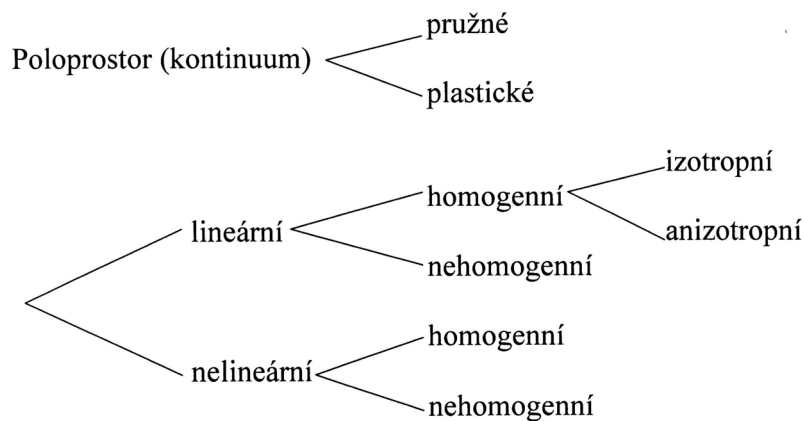 pružné
Poloprostor (kontinuum)
plastické
izotropní
homogenní
lineární
anizotropní
nehomogenní
homogenní
nelineární
nehomogenní